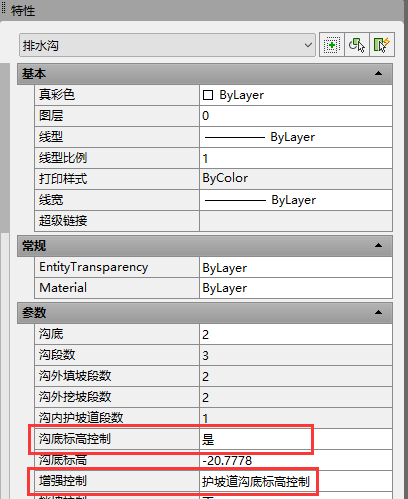 特性
排水沟
基本
真彩色 ByLayer
图层 0
线型 ByLayer
线型比例 1
打印样式 ByColor
线宽 ByLayer
超级链接
常规
EntityTransparency ByLayer
Material ByLayer
参数
沟底 2
沟段数 3
沟外填坡段数 2
沟外挖坡段数 2
沟内护坡道段数 1
沟底标高控制 是
沟底标高 -20.7778
增强控制 护坡道沟底标高控制